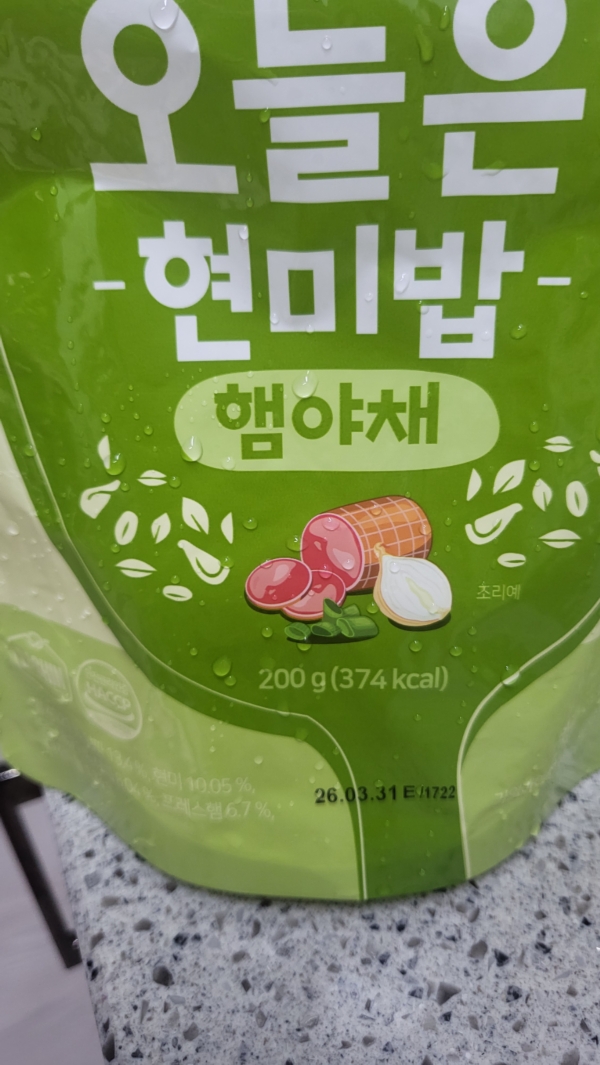 오늘은
-현미밥-
햄야채
조리예
200 g (374 kcal)
HACCP
현미 10.05 %,
프레스햄 6.7 %,
26.03.31 E /1722